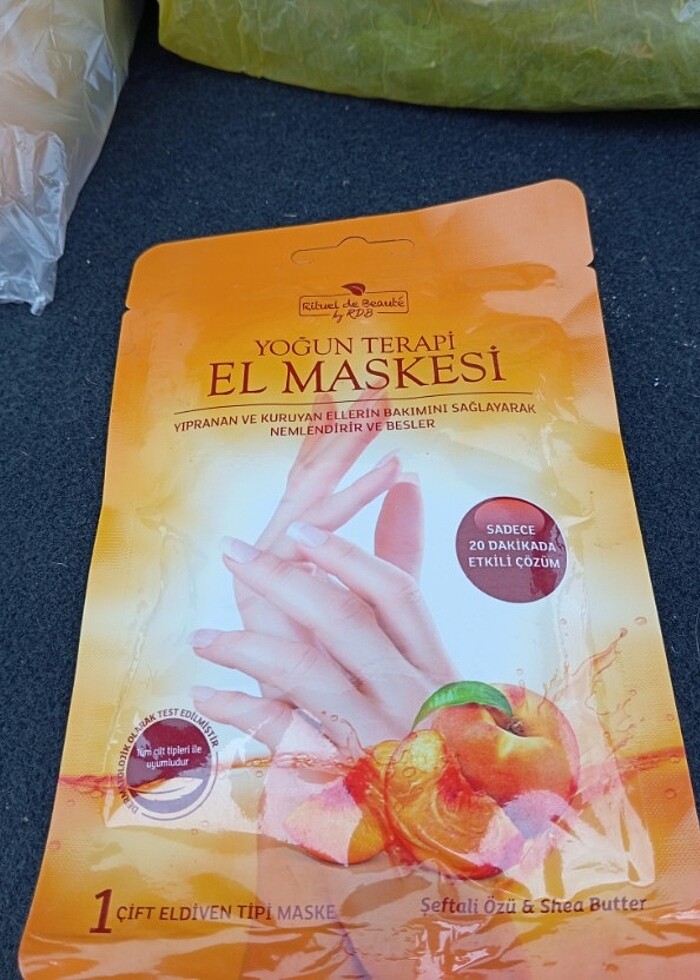 Rituel de Beauté
by RDB
YOĞUN TERAPİ
EL MASKESİ
YIPRANAN VE KURUYAN ELLERİN BAKIMINI SAĞLAYARAK
NEMLENDİRİR VE BESLER
SADECE
20 DAKİKADA
ETKİLİ ÇÖZÜM
DERMATOLOJİK OLARAK TEST EDİLMİŞTİR
Tüm cilt tipleri ile
uyumludur
1 ÇİFT ELDİVEN TİPİ MASKE
Şeftali Özü & Shea Butter